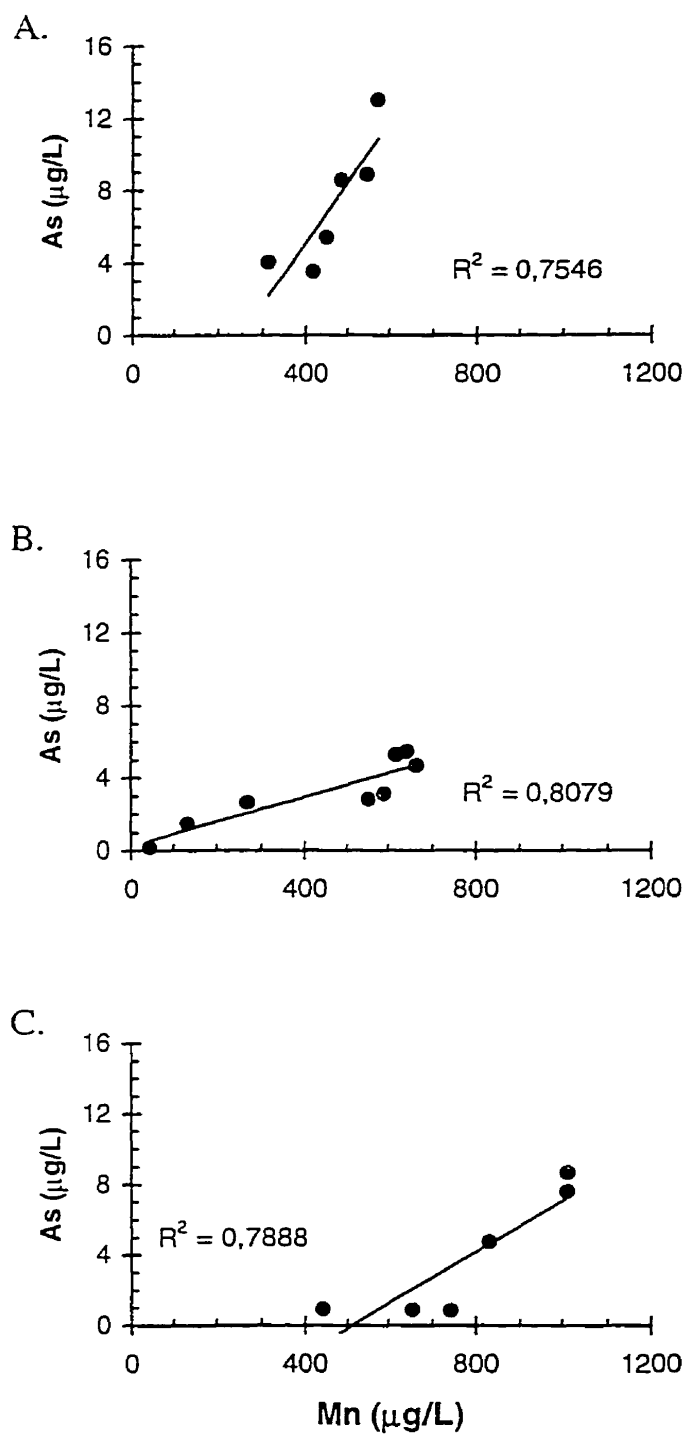 A.
16
12
8
4
0
As (µg/L)
R² = 0,7546
0 400 800 1200
B.
16
12
8
4
0
As (µg/L)
R² = 0,8079
0 400 800 1200
C.
16
12
8
4
0
As (µg/L)
R² = 0,7888
0 400 800 1200
Mn (µg/L)